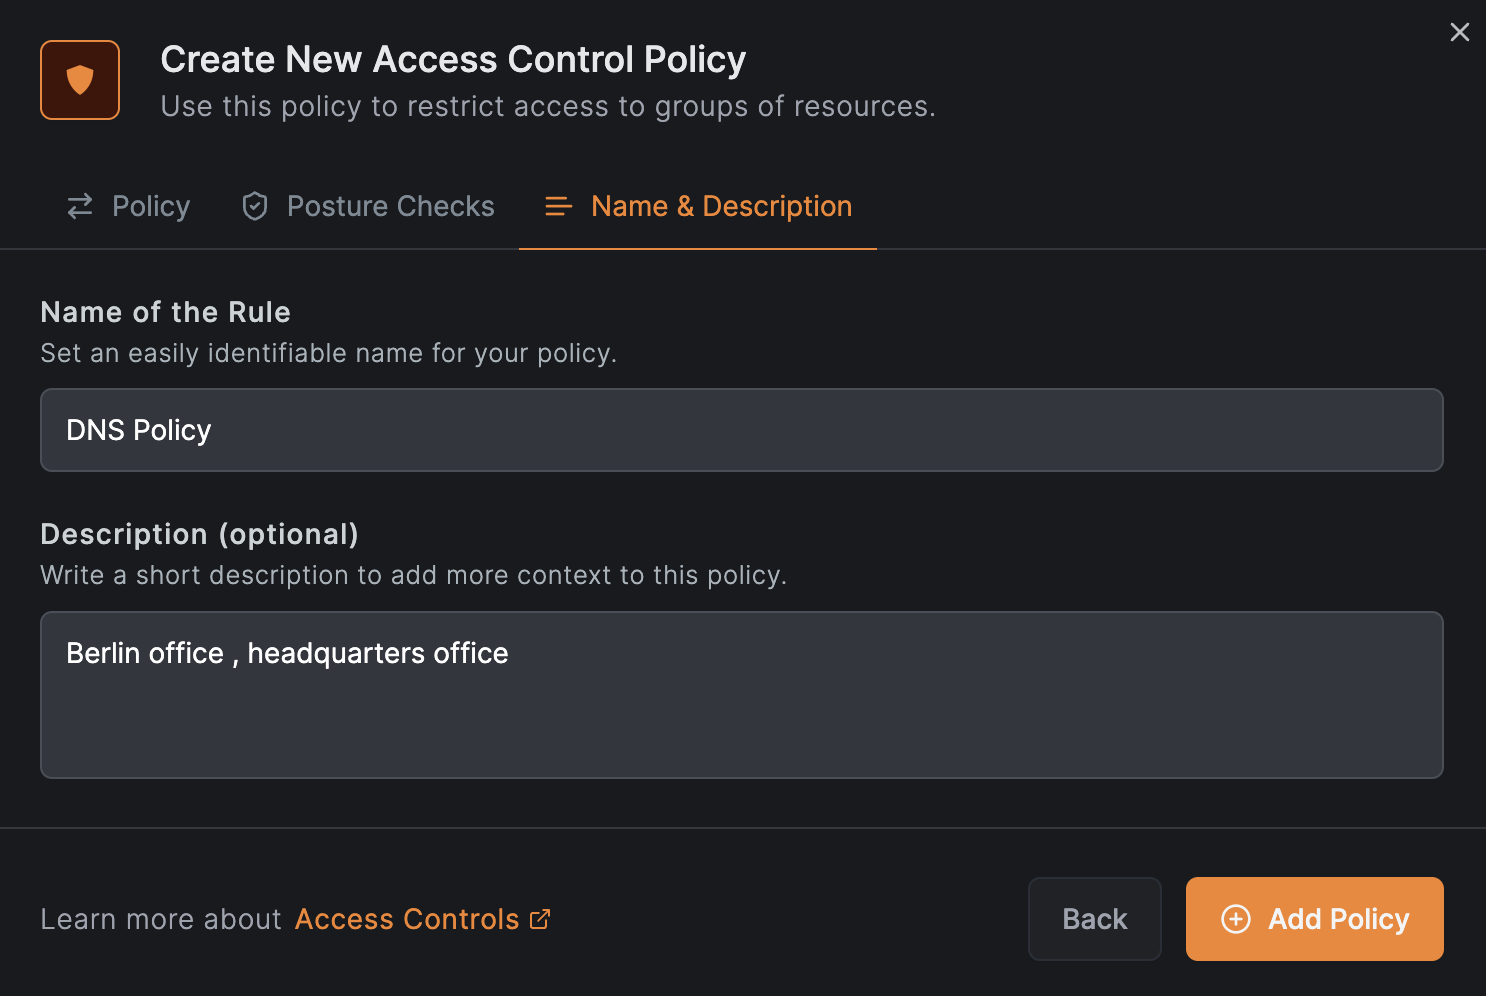 Create New Access Control Policy
Use this policy to restrict access to groups of resources.
Policy
Posture Checks
Name & Description
Name of the Rule
Set an easily identifiable name for your policy.
DNS Policy
Description (optional)
Write a short description to add more context to this policy.
Berlin office , headquarters office
Learn more about Access Controls
Back
Add Policy